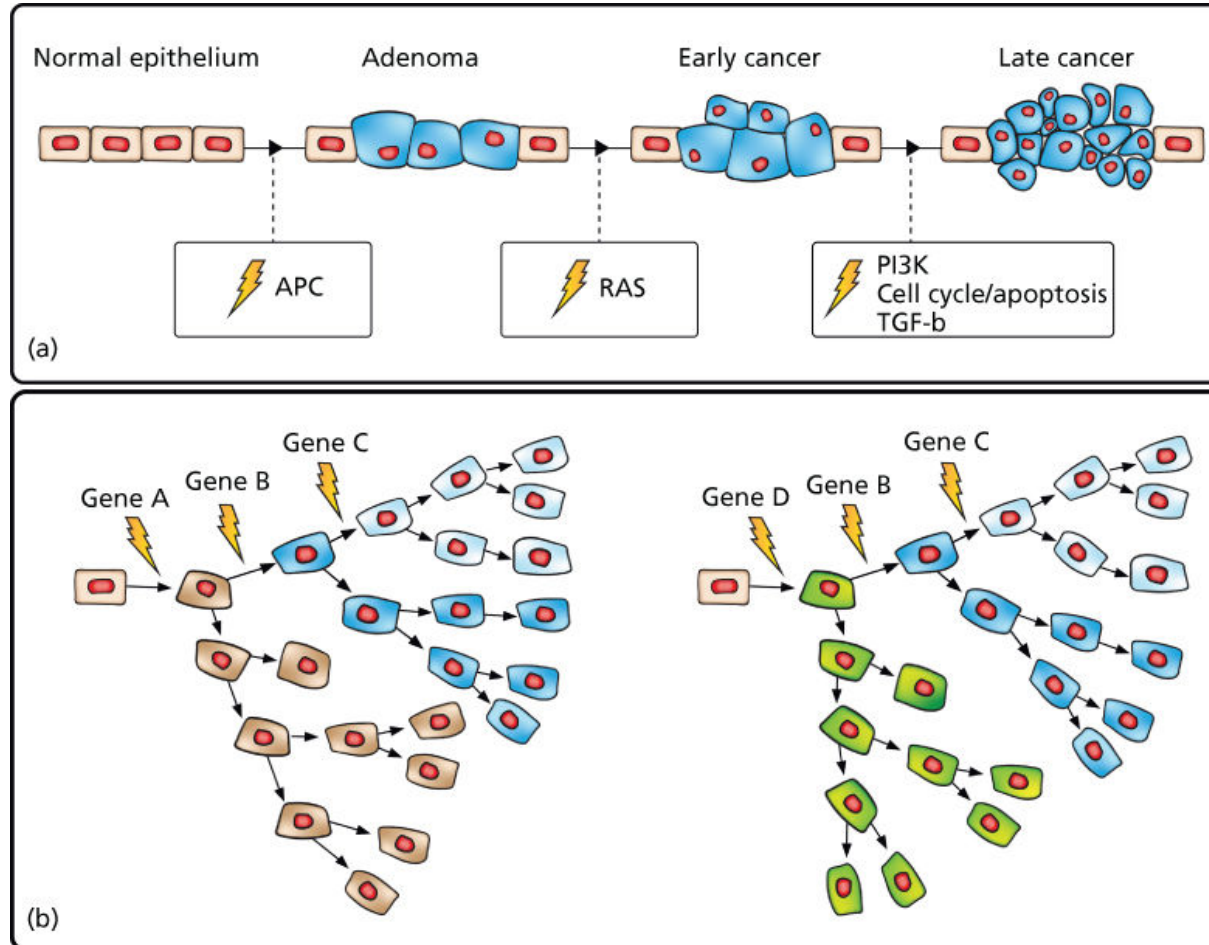 Normal epithelium
Adenoma
Early cancer
Late cancer
APC
RAS
PI3K
Cell cycle/apoptosis
TGF-b
(a)
Gene A
Gene B
Gene C
Gene D
Gene B
Gene C
(b)